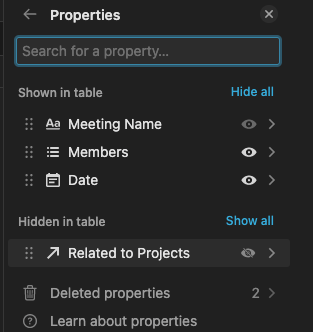 Properties
Search for a property...
Shown in table Hide all
Aa Meeting Name
Members
Date
Hidden in table Show all
Related to Projects
Deleted properties 2
Learn about properties